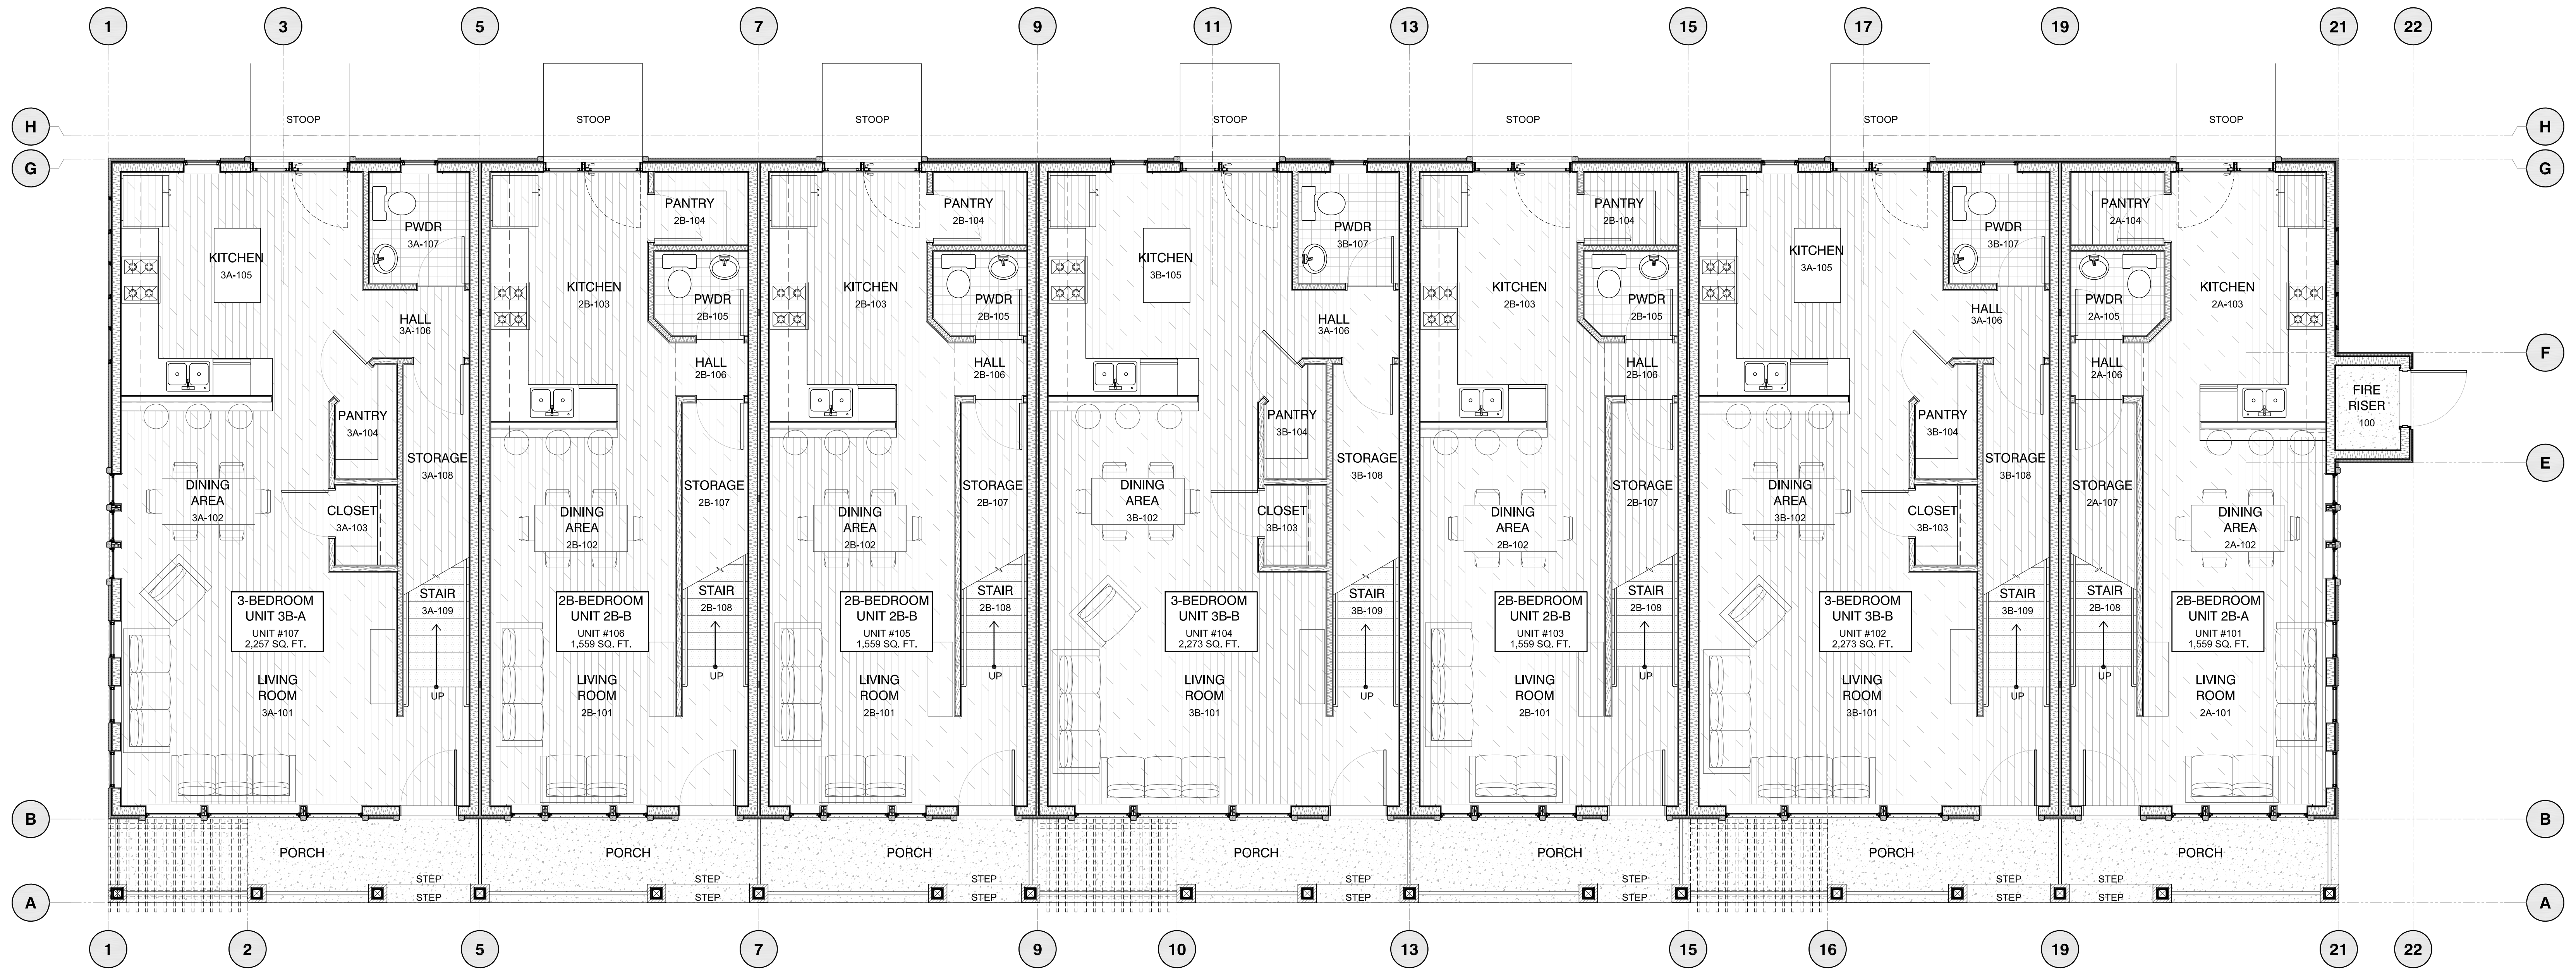 1 3 5 7 9 11 13 15 17 19 21 22
H H
STOOP STOOP STOOP STOOP STOOP STOOP STOOP
G G
PWDR
3A-107
KITCHEN
3A-105
HALL
3A-106
PANTRY
3A-104
STORAGE
3A-108
DINING
AREA
3A-102
CLOSET
3A-103
STAIR
3A-109
UP
3-BEDROOM
UNIT 3B-A
UNIT #107
2,257 SQ. FT.
LIVING
ROOM
3A-101
PANTRY
2B-104
KITCHEN
2B-103
PWDR
2B-105
HALL
2B-106
STORAGE
2B-107
DINING
AREA
2B-102
STAIR
2B-108
UP
2B-BEDROOM
UNIT 2B-B
UNIT #106
1,559 SQ. FT.
LIVING
ROOM
2B-101
PANTRY
2B-104
KITCHEN
2B-103
PWDR
2B-105
HALL
2B-106
STORAGE
2B-107
DINING
AREA
2B-102
STAIR
2B-108
UP
2B-BEDROOM
UNIT 2B-B
UNIT #105
1,559 SQ. FT.
LIVING
ROOM
2B-101
PWDR
3B-107
KITCHEN
3B-105
HALL
3A-106
PANTRY
3B-104
STORAGE
3B-108
DINING
AREA
3B-102
CLOSET
3B-103
STAIR
3B-109
UP
3-BEDROOM
UNIT 3B-B
UNIT #104
2,273 SQ. FT.
LIVING
ROOM
3B-101
PANTRY
2B-104
KITCHEN
2B-103
PWDR
2B-105
HALL
2B-106
STORAGE
2B-107
DINING
AREA
2B-102
STAIR
2B-108
UP
2B-BEDROOM
UNIT 2B-B
UNIT #103
1,559 SQ. FT.
LIVING
ROOM
2B-101
PWDR
3B-107
KITCHEN
3A-105
HALL
3A-106
PANTRY
3B-104
STORAGE
3B-108
DINING
AREA
3B-102
CLOSET
3B-103
STAIR
3B-109
UP
3-BEDROOM
UNIT 3B-B
UNIT #102
2,273 SQ. FT.
LIVING
ROOM
3B-101
PANTRY
2A-104
KITCHEN
2A-103
PWDR
2A-105
HALL
2A-106
STORAGE
2A-107
DINING
AREA
2A-102
STAIR
2B-108
UP
2B-BEDROOM
UNIT 2B-A
UNIT #101
1,559 SQ. FT.
LIVING
ROOM
2A-101
F
FIRE
RISER
100
E
B B
PORCH PORCH PORCH PORCH PORCH PORCH PORCH
STEP STEP STEP STEP STEP STEP STEP
STEP STEP STEP STEP STEP STEP STEP
A A
1 2 5 7 9 10 13 15 16 19 21 22